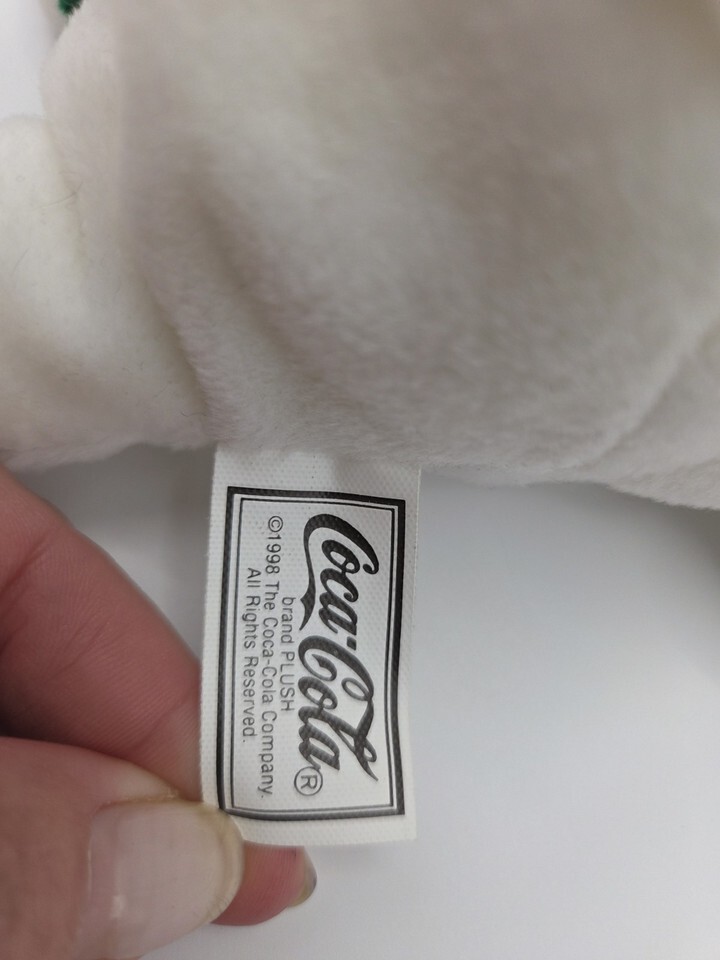 Coca-Cola®
brand PLUSH
©1998 The Coca-Cola Company.
All Rights Reserved.